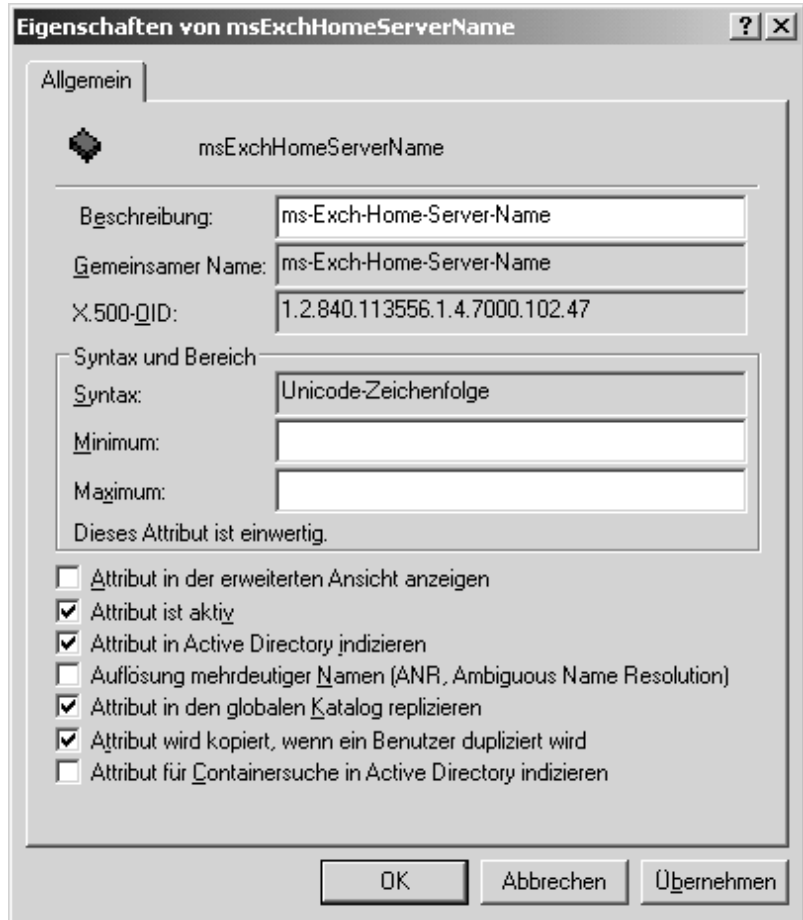 Eigenschaften von msExchHomeServerName
Allgemein
msExchHomeServerName
Beschreibung: ms-Exch-Home-Server-Name
Gemeinsamer Name: ms-Exch-Home-Server-Name
X.500-OID: 1.2.840.113556.1.4.7000.102.47
Syntax und Bereich
Syntax: Unicode-Zeichenfolge
Minimum:
Maximum:
Dieses Attribut ist einwertig.
Attribut in der erweiterten Ansicht anzeigen
Attribut ist aktiv
Attribut in Active Directory indizieren
Auflösung mehrdeutiger Namen (ANR, Ambiguous Name Resolution)
Attribut in den globalen Katalog replizieren
Attribut wird kopiert, wenn ein Benutzer dupliziert wird
Attribut für Containersuche in Active Directory indizieren
OK Abbrechen Übernehmen